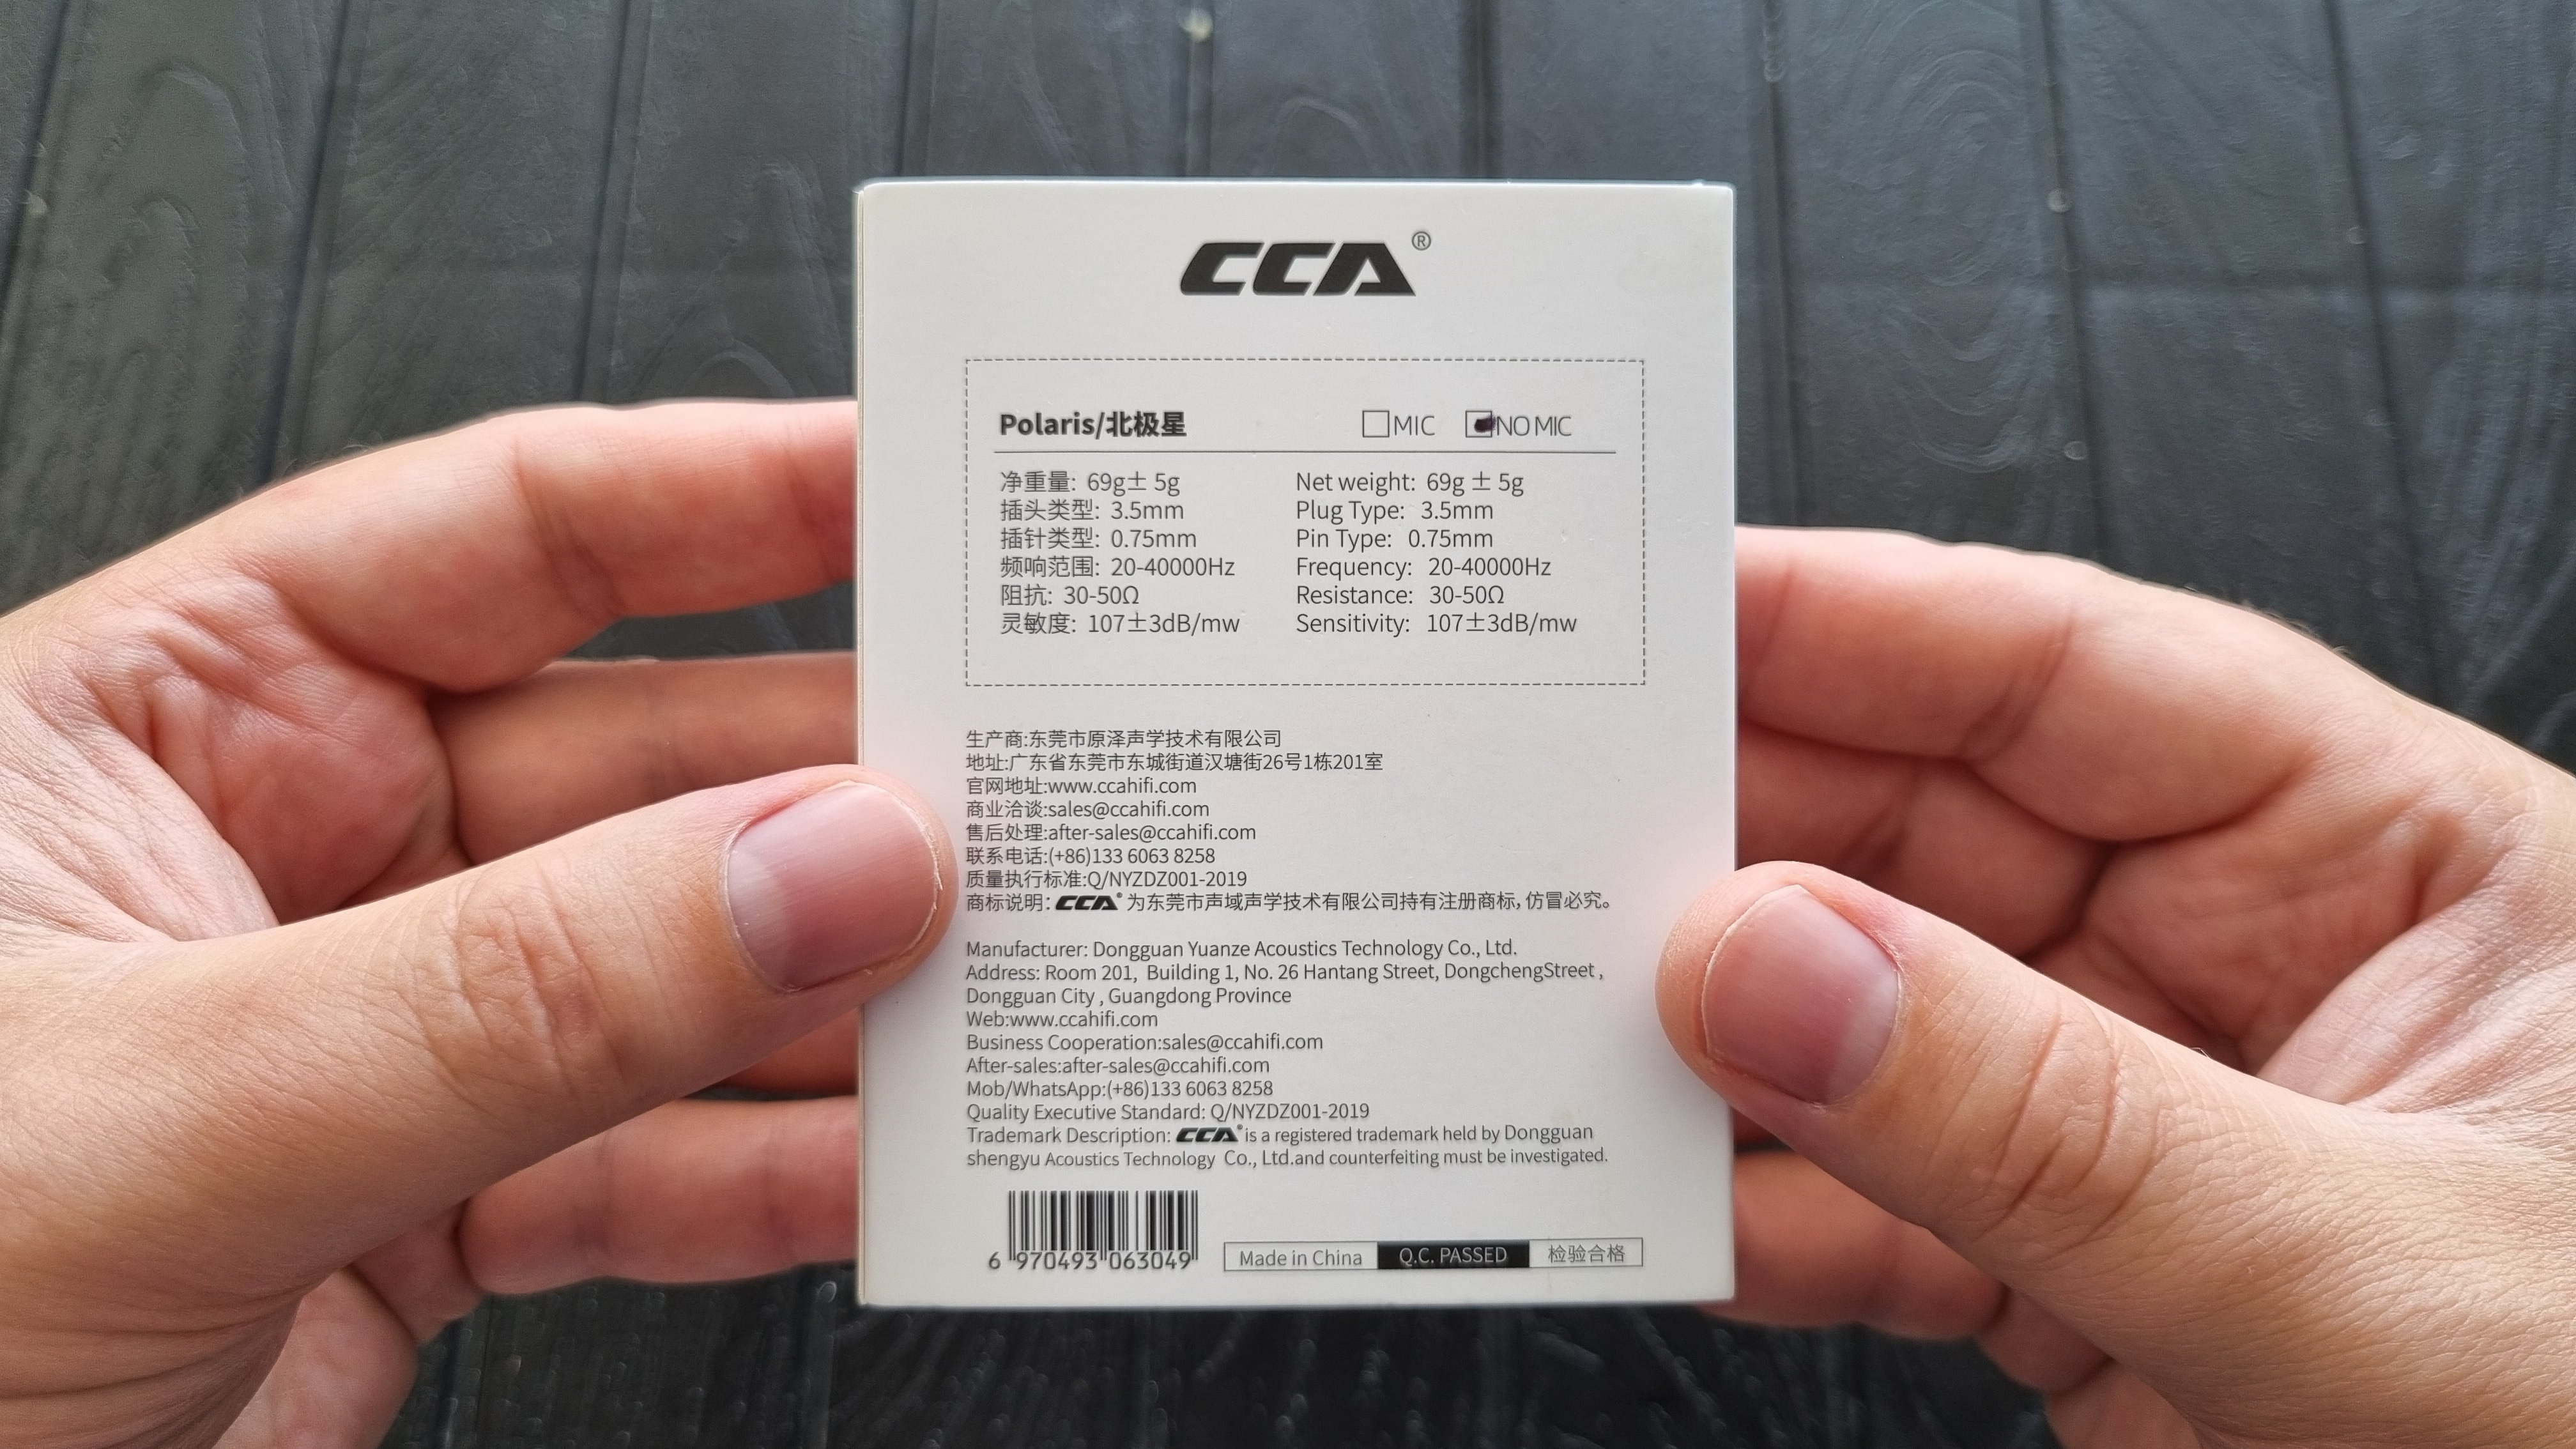 CCA®
Polaris/北极星 MIC NO MIC
净重量: 69g± 5g
插头类型: 3.5mm
插针类型: 0.75mm
频响范围: 20-40000Hz
阻抗: 30-50Ω
灵敏度: 107±3dB/mw
Net weight: 69g ± 5g
Plug Type: 3.5mm
Pin Type: 0.75mm
Frequency: 20-40000Hz
Resistance: 30-50Ω
Sensitivity: 107±3dB/mw
生产商:东莞市原泽声学技术有限公司
地址:广东省东莞市东城街道汉塘街26号1栋201室
官网地址:www.ccahifi.com
商业洽谈:sales@ccahifi.com
售后处理:after-sales@ccahifi.com
联系电话:(+86)133 6063 8258
质量执行标准:Q/NYZDZ001-2019
商标说明: CCA® 为东莞市声域声学技术有限公司持有注册商标, 仿冒必究。
Manufacturer: Dongguan Yuanze Acoustics Technology Co., Ltd.
Address: Room 201, Building 1, No. 26 Hantang Street, DongchengStreet ,
Dongguan City , Guangdong Province
Web:www.ccahifi.com
Business Cooperation:sales@ccahifi.com
After-sales:after-sales@ccahifi.com
Mob/WhatsApp:(+86)133 6063 8258
Quality Executive Standard: Q/NYZDZ001-2019
Trademark Description: CCA® is a registered trademark held by Dongguan
shengyu Acoustics Technology Co., Ltd.and counterfeiting must be investigated.
6 970493 063049
Made in China Q.C. PASSED 检验合格